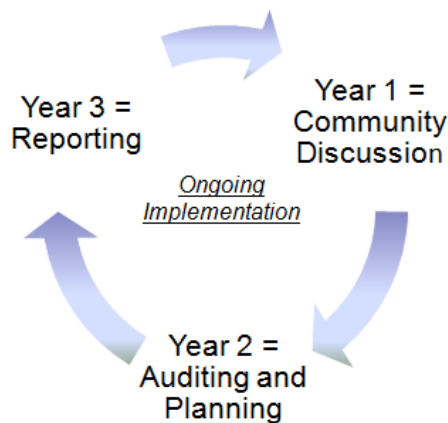 Year 3 =
Reporting
Year 1 =
Community
Discussion
Ongoing
Implementation
Year 2 =
Auditing and
Planning